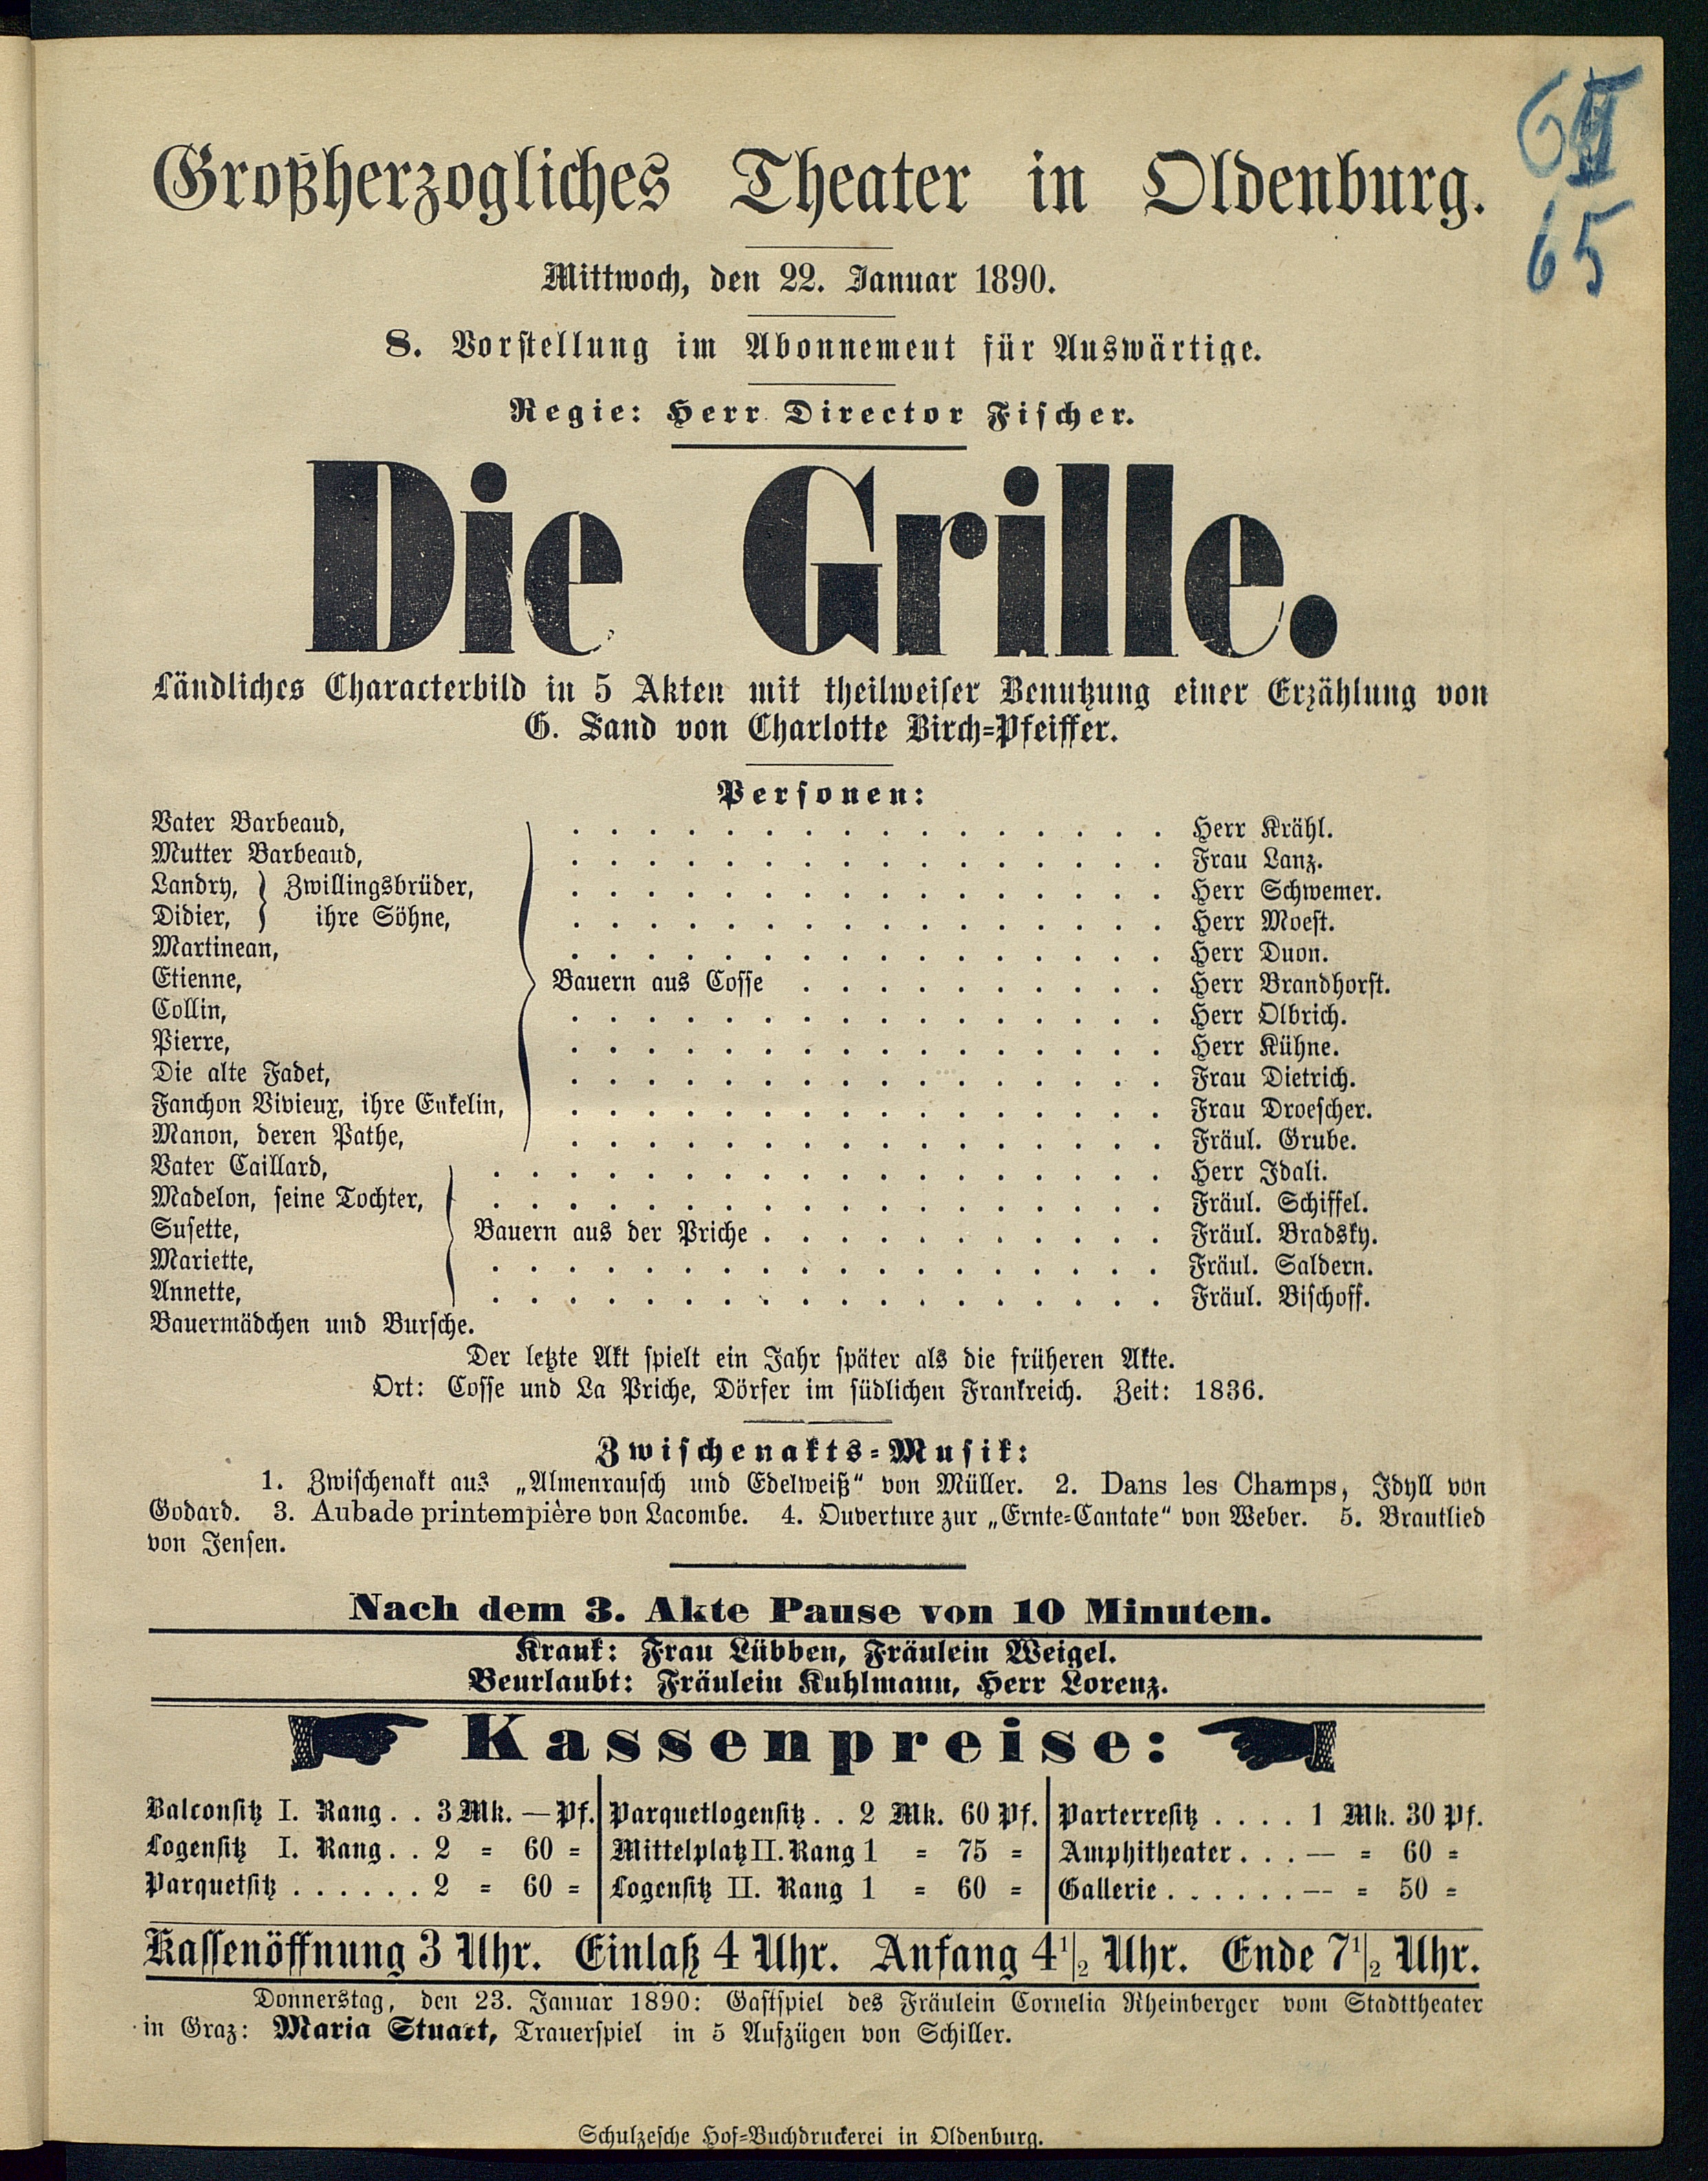 Großherzogliches Theater in Oldenburg.
65
Mittwoch, den 22. Januar 1890.
8. Vorstellung im Abonnement für Auswärtige.
Regie: Herr Director Fischer.
Die Grille.
Ländliches Characterbild in 5 Akten mit theilweiser Benutzung einer Erzählung von
G. Sand von Charlotte Birch=Pfeiffer.
Personen:
Vater Barbeaud, . . . . . . . . . . . . . . . . Herr Krähl.
Mutter Barbeaud, . . . . . . . . . . . . . . . . Frau Lanz.
Landry, } Zwillingsbrüder, . . . . . . . . . . . . . . . . Herr Schwemer.
Didier, } ihre Söhne, . . . . . . . . . . . . . . . . Herr Moest.
Martinean, . . . . . . . . . . . . . . . . Herr Duon.
Etienne, } Bauern aus Cosse . . . . . . . . . . Herr Brandhorst.
Collin, . . . . . . . . . . . . . . . . Herr Olbrich.
Pierre, . . . . . . . . . . . . . . . . Herr Kühne.
Die alte Fadet, . . . . . . . . . . . . . . . . Frau Dietrich.
Fanchon Vivieux, ihre Enkelin, . . . . . . . . . . . . . . . . Frau Droescher.
Manon, deren Pathe, . . . . . . . . . . . . . . . . Fräul. Grube.
Vater Caillard, . . . . . . . . . . . . . . . . . . Herr Idali.
Madelon, seine Tochter, . . . . . . . . . . . . . . . . . . Fräul. Schiffel.
Susette, } Bauern aus der Priche . . . . . . . . . . . Fräul. Bradsky.
Mariette, . . . . . . . . . . . . . . . . . . Fräul. Saldern.
Annette, . . . . . . . . . . . . . . . . . . Fräul. Bischoff.
Bauermädchen und Bursche.
Der letzte Akt spielt ein Jahr später als die früheren Akte.
Ort: Cosse und La Priche, Dörfer im südlichen Frankreich. Zeit: 1836.
Zwischenakts=Musik:
1. Zwischenakt aus „Almenrausch und Edelweiß“ von Müller. 2. Dans les Champs, Idyll von
Godard. 3. Aubade printempière von Lacombe. 4. Ouverture zur „Ernte=Cantate“ von Weber. 5. Brautlied
von Jensen.
Nach dem 3. Akte Pause von 10 Minuten.
Krank: Frau Lübben, Fräulein Weigel.
Beurlaubt: Fräulein Kuhlmann, Herr Lorenz.
Kassenpreise:
Balconsitz I. Rang . . 3 Mk. — Pf. Parquetlogensitz . . 2 Mk. 60 Pf. Parterresitz . . . . 1 Mk. 30 Pf.
Logensitz I. Rang . . 2 = 60 = Mittelplatz II. Rang 1 = 75 = Amphitheater . . . — = 60 =
Parquetsitz . . . . . . 2 = 60 = Logensitz II. Rang 1 = 60 = Gallerie . . . . . . — = 50 =
Kassenöffnung 3 Uhr. Einlaß 4 Uhr. Anfang 4 1/2 Uhr. Ende 7 1/2 Uhr.
Donnerstag, den 23. Januar 1890: Gastspiel des Fräulein Cornelia Rheinberger vom Stadttheater
in Graz: Maria Stuart, Trauerspiel in 5 Aufzügen von Schiller.
Schulzesche Hof=Buchdruckerei in Oldenburg.